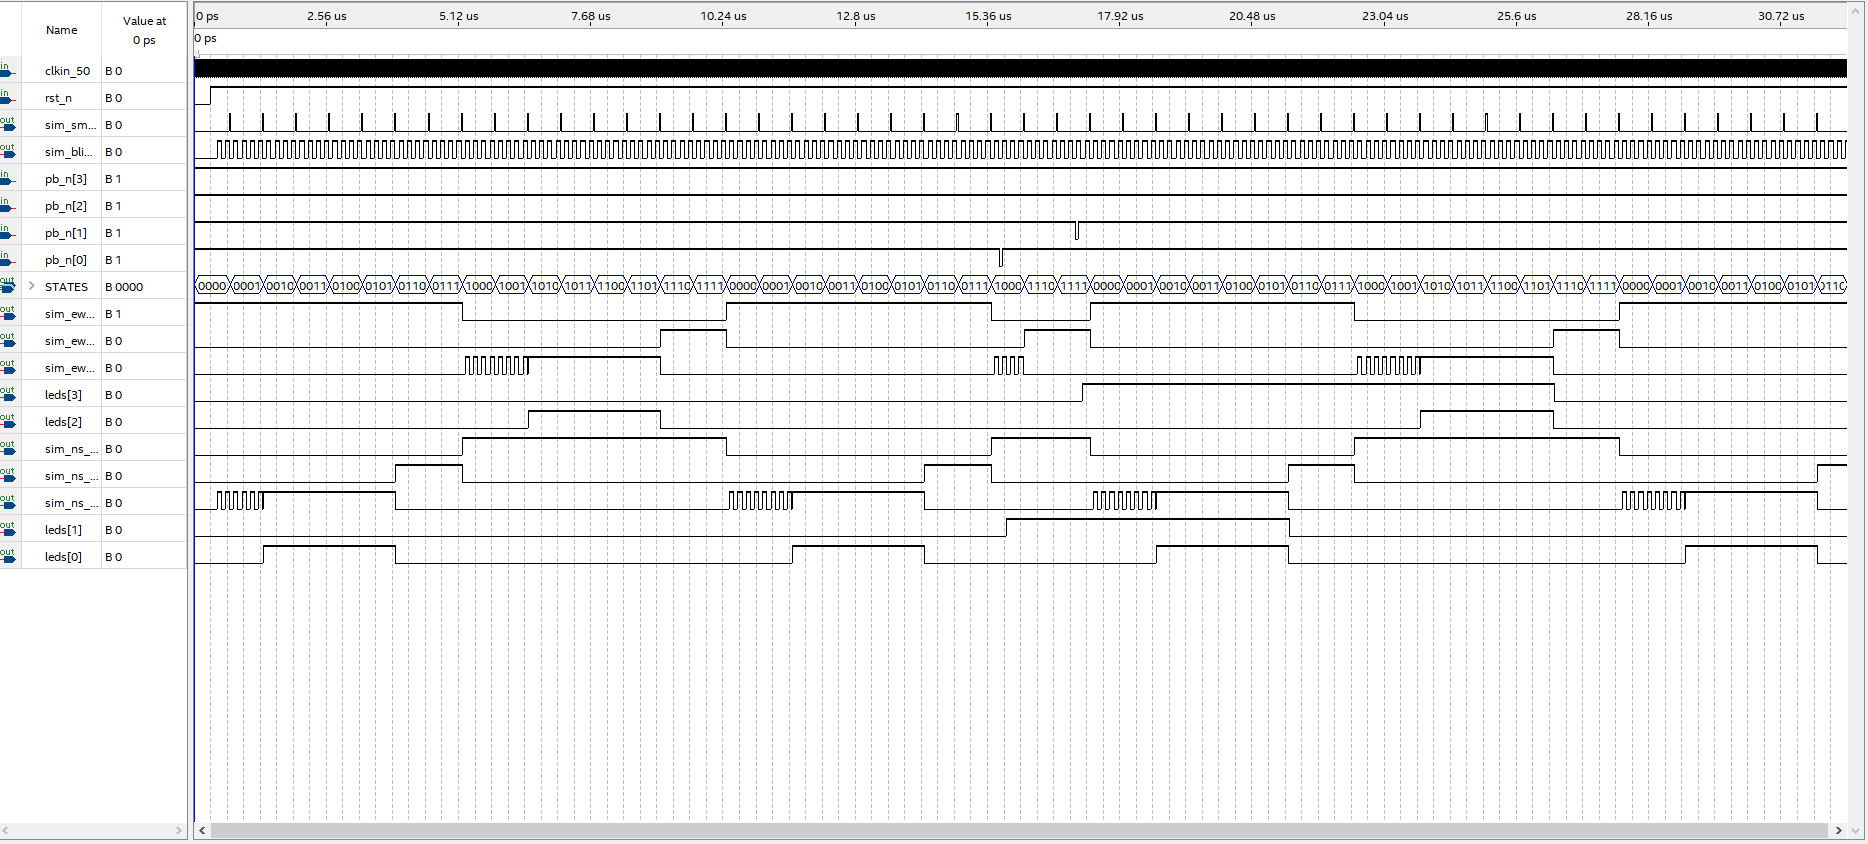 Name
Value at
0 ps
0 ps 2.56 us 5.12 us 7.68 us 10.24 us 12.8 us 15.36 us 17.92 us 20.48 us 23.04 us 25.6 us 28.16 us 30.72 us
0 ps
in clkin_50 B 0
in rst_n B 0
out sim_sm... B 0
out sim_bli... B 0
in pb_n[3] B 1
in pb_n[2] B 1
in pb_n[1] B 1
in pb_n[0] B 1
out STATES B 0000 0000 0001 0010 0011 0100 0101 0110 0111 1000 1001 1010 1011 1100 1101 1110 1111 0000 0001 0010 0011 0100 0101 0110 0111 1000 1110 1111 0000 0001 0010 0011 0100 0101 0110 0111 1000 1001 1010 1011 1100 1101 1110 1111 0000 0001 0010 0011 0100 0101 0110
out sim_ew... B 1
out sim_ew... B 0
out sim_ew... B 0
out leds[3] B 0
out leds[2] B 0
out sim_ns_... B 0
out sim_ns_... B 0
out sim_ns_... B 0
out leds[1] B 0
out leds[0] B 0